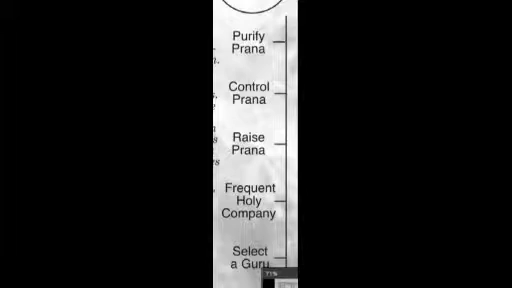 Purify
Prana
Control
Prana
Raise
Prana
Frequent
Holy
Company
Select
a Guru